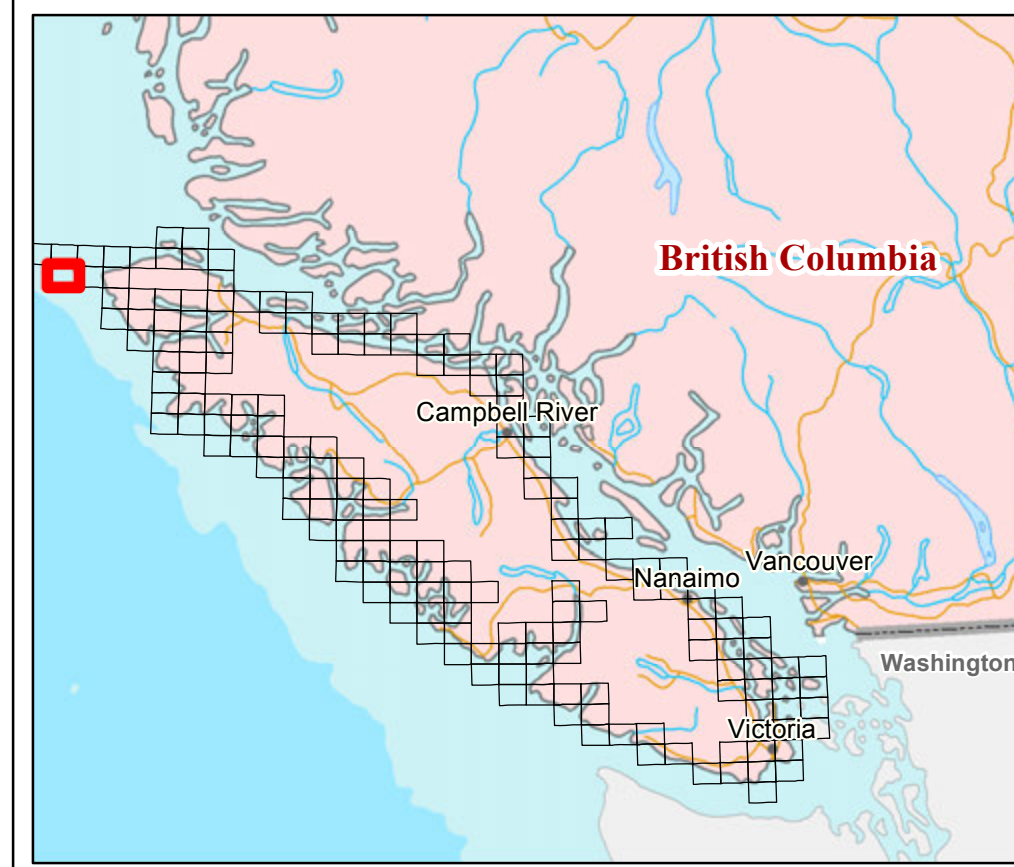 British Columbia
Campbell River
Vancouver
Nanaimo
Washington
Victoria